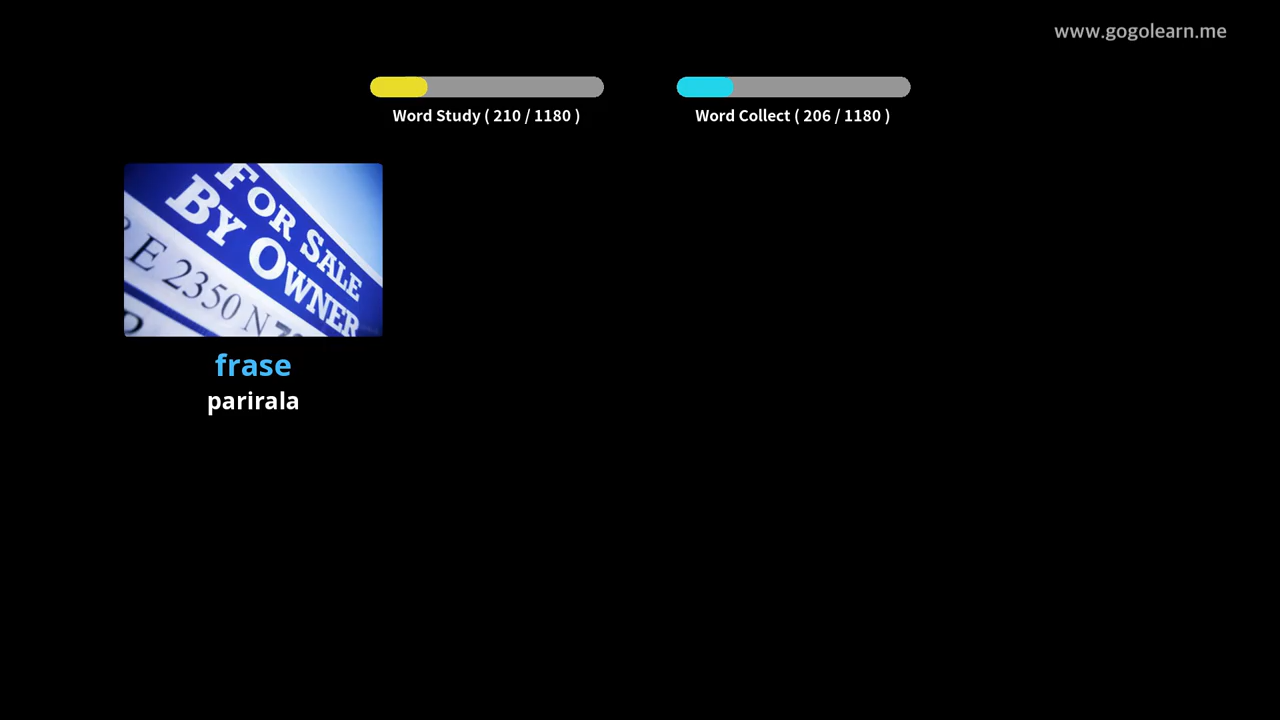 www.gogolearn.me
Word Study ( 210 / 1180 )
Word Collect ( 206 / 1180 )
FOR SALE
BY OWNER
E 2350 N
frase
parirala